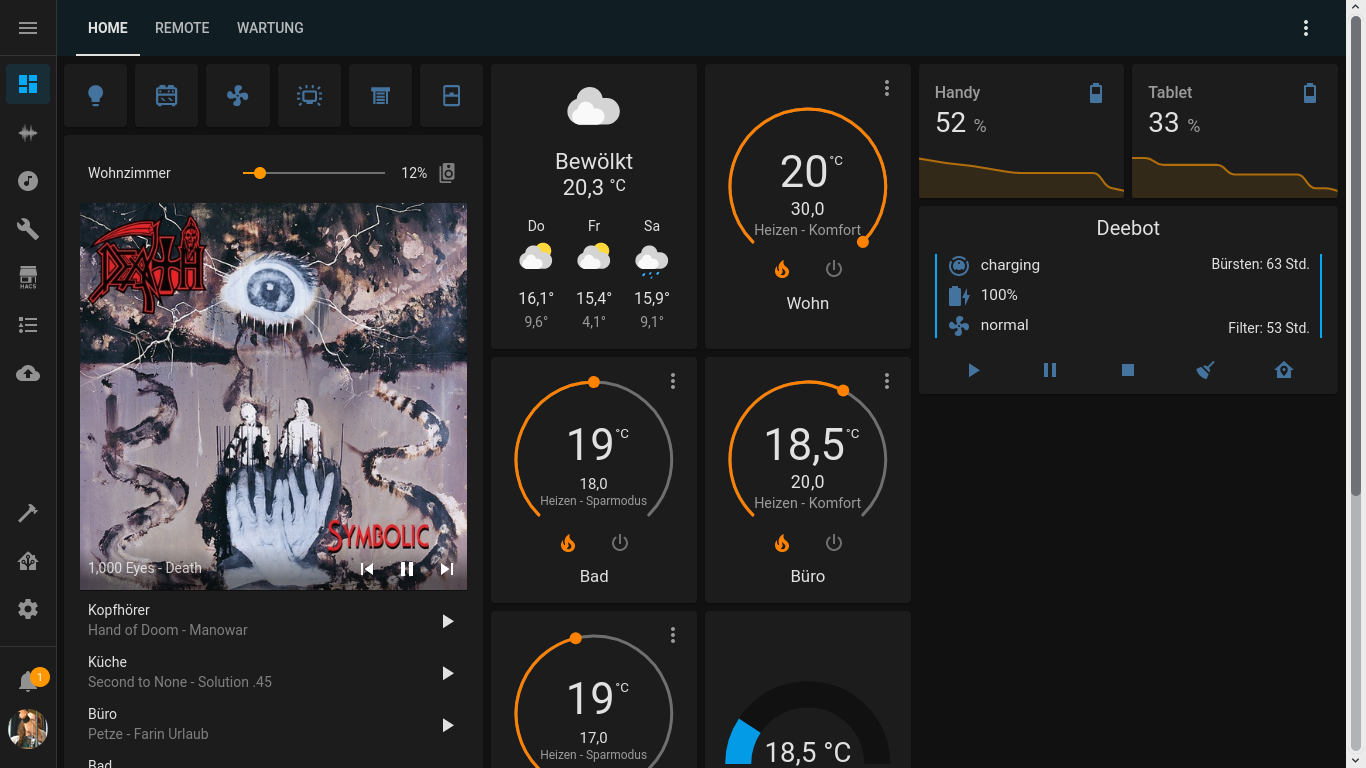 HOME
REMOTE
WARTUNG
HACS
1
Wohnzimmer
12%
DEATH
SYMBOLIC
1,000 Eyes - Death
Kopfhörer
Hand of Doom - Manowar
Küche
Second to None - Solution .45
Büro
Petze - Farin Urlaub
Bad
Bewölkt
20,3 °C
Do Fr Sa
16,1° 15,4° 15,9°
9,6° 4,1° 9,1°
20 °C
30,0
Heizen - Komfort
Wohn
19 °C
18,0
Heizen - Sparmodus
Bad
18,5 °C
20,0
Heizen - Komfort
Büro
19 °C
17,0
Heizen - Sparmodus
18,5 °C
Handy
52 %
Tablet
33 %
Deebot
charging
Bürsten: 63 Std.
100%
normal
Filter: 53 Std.